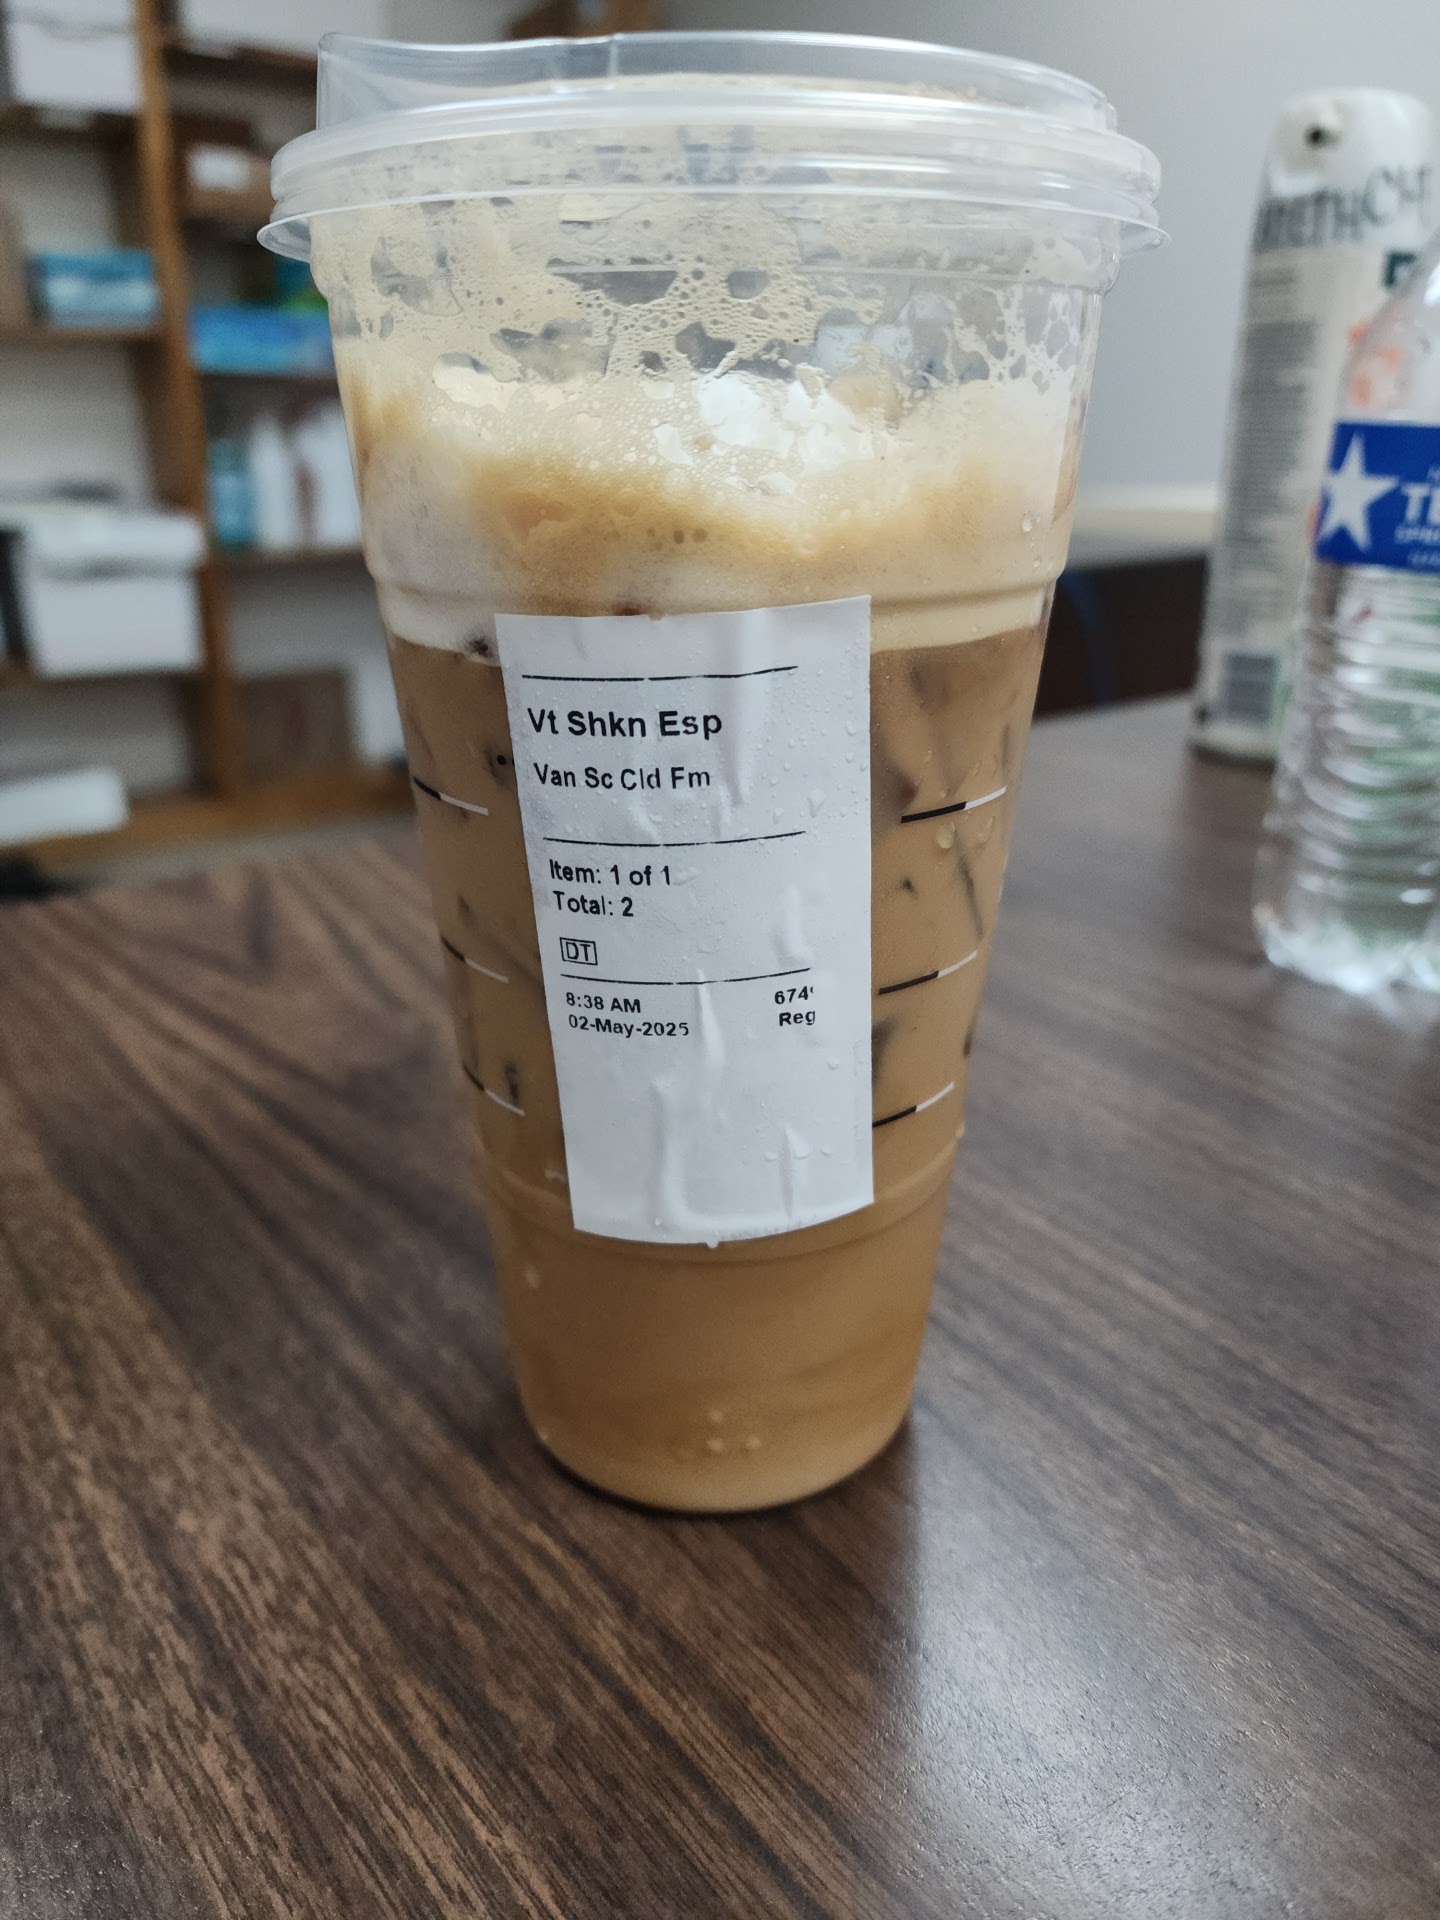 Vt Shkn Esp
Van Sc Cld Fm
Item: 1 of 1
Total: 2
DT
8:38 AM
674
02-May-2025
Reg